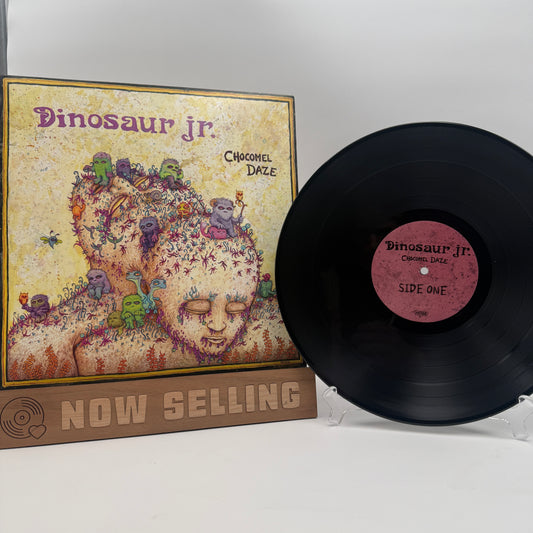 Dinosaur jr.
CHOCOMEL
DAZE
NOW SELLING
Dinosaur jr.
CHOCOMEL DAZE
SIDE ONE